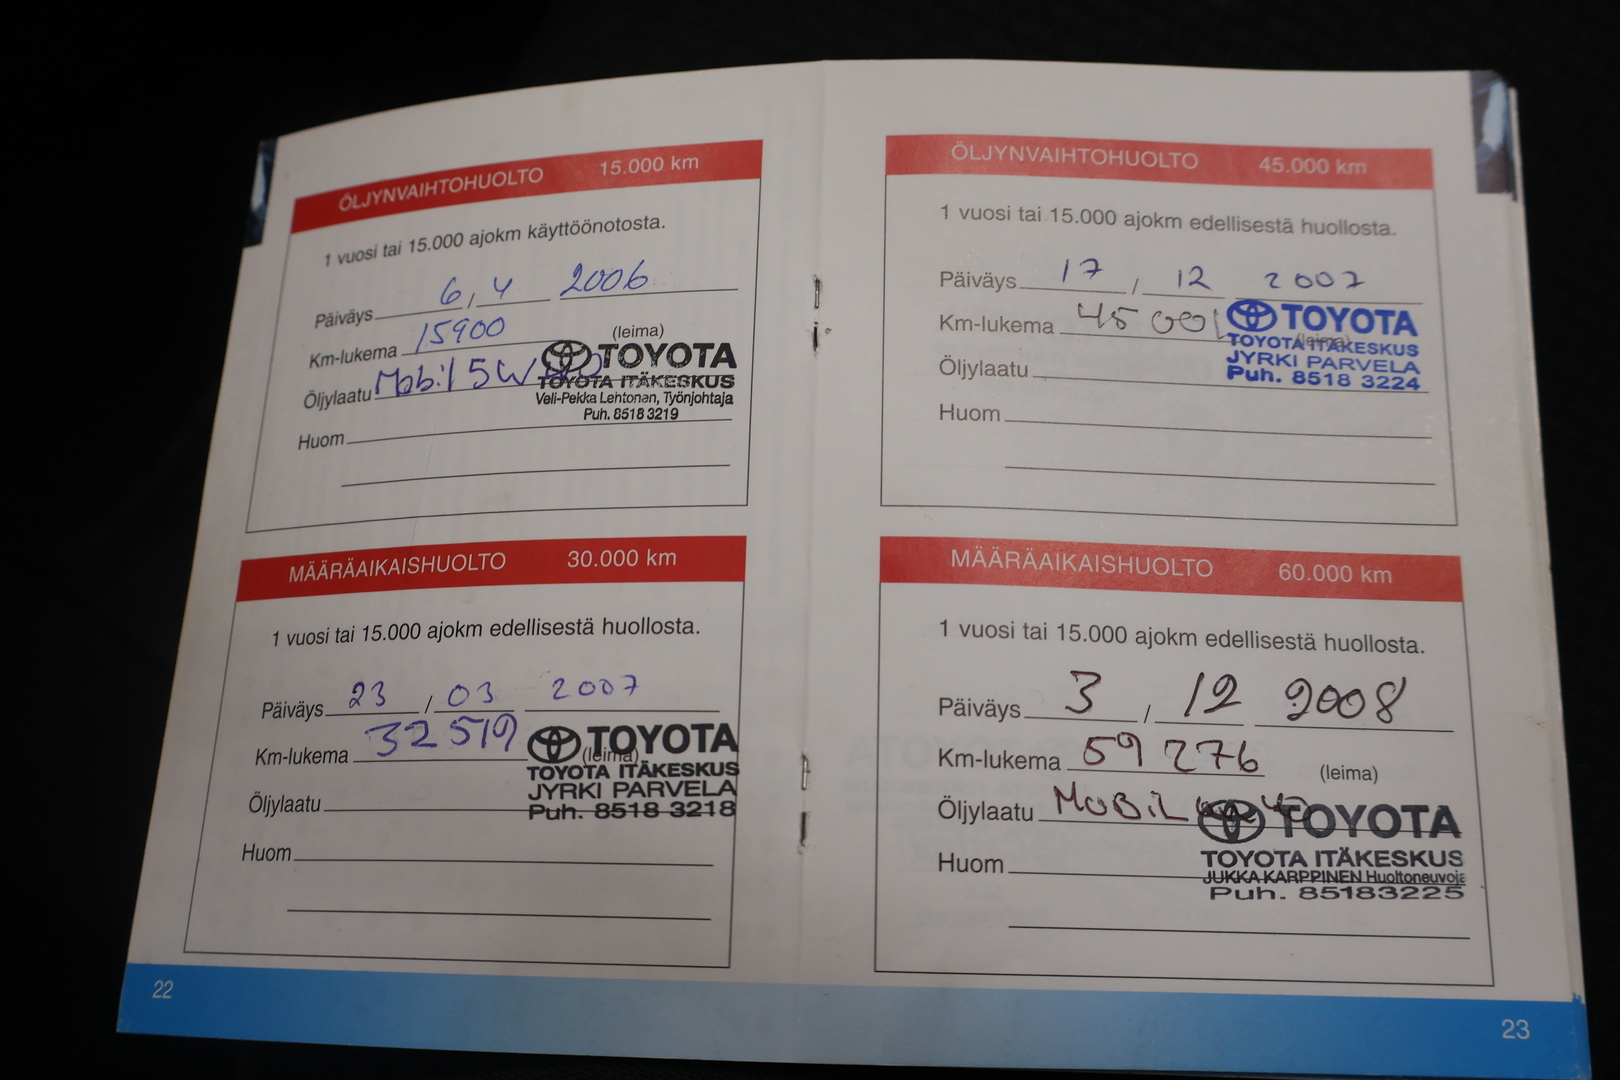 ÖLJYNVAIHTOHUOLTO 15.000 km
1 vuosi tai 15.000 ajokm käyttöönotosta.
Päiväys 6, 4 2006
Km-lukema 15900 (leima)
Öljylaatu Mobil 5W
TOYOTA
TOYOTA ITÄKESKUS
Veli-Pekka Lehtonen, Työnjohtaja
Puh. 8518 3219
Huom
MÄÄRÄAIKAISHUOLTO 30.000 km
1 vuosi tai 15.000 ajokm edellisestä huollosta.
Päiväys 23 / 03 2007
Km-lukema 32519 (leima)
TOYOTA
TOYOTA ITÄKESKUS
JYRKI PARVELA
Puh. 8518 3218
Öljylaatu
Huom
22
ÖLJYNVAIHTOHUOLTO 45.000 km
1 vuosi tai 15.000 ajokm edellisestä huollosta.
Päiväys 17 / 12 2007
Km-lukema 45001 (leima)
TOYOTA
TOYOTA ITÄKESKUS
JYRKI PARVELA
Puh. 8518 3224
Öljylaatu
Huom
MÄÄRÄAIKAISHUOLTO 60.000 km
1 vuosi tai 15.000 ajokm edellisestä huollosta.
Päiväys 3 / 12 2008
Km-lukema 59276 (leima)
Öljylaatu MOBIL
TOYOTA
TOYOTA ITÄKESKUS
JUKKA KARPPINEN Huoltoneuvoja
Puh. 85183225
Huom
23